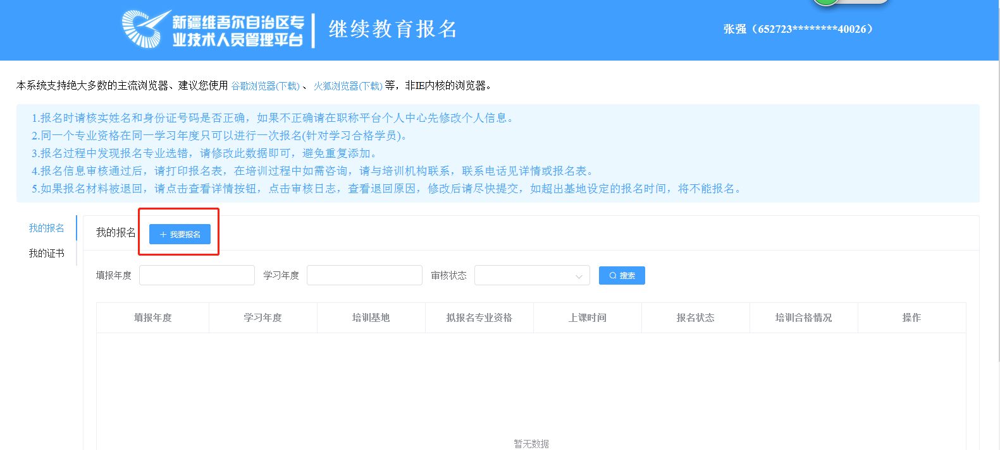 新疆维吾尔自治区专
业技术人员管理平台
继续教育报名
张强（652723********40026）
本系统支持绝大多数的主流浏览器、建议您使用 谷歌浏览器(下载) 、 火狐浏览器(下载) 等，非IE内核的浏览器。
1.报名时请核实姓名和身份证号码是否正确，如果不正确请在职称平台个人中心先修改个人信息。
2.同一个专业资格在同一学习年度只可以进行一次报名(针对学习合格学员)。
3.报名过程中发现报名专业选错，请修改此数据即可，避免重复添加。
4.报名信息审核通过后，请打印报名表，在培训过程中如需咨询，请与培训机构联系，联系电话见详情或报名表。
5.如果报名材料被退回，请点击查看详情按钮，点击审核日志，查看退回原因，修改后请尽快提交，如超出基地设定的报名时间，将不能报名。
我的报名
我的证书
我的报名
+ 我要报名
填报年度 学习年度 审核状态 搜索
填报年度 学习年度 培训基地 拟报名专业资格 上课时间 报名状态 培训合格情况 操作
暂无数据